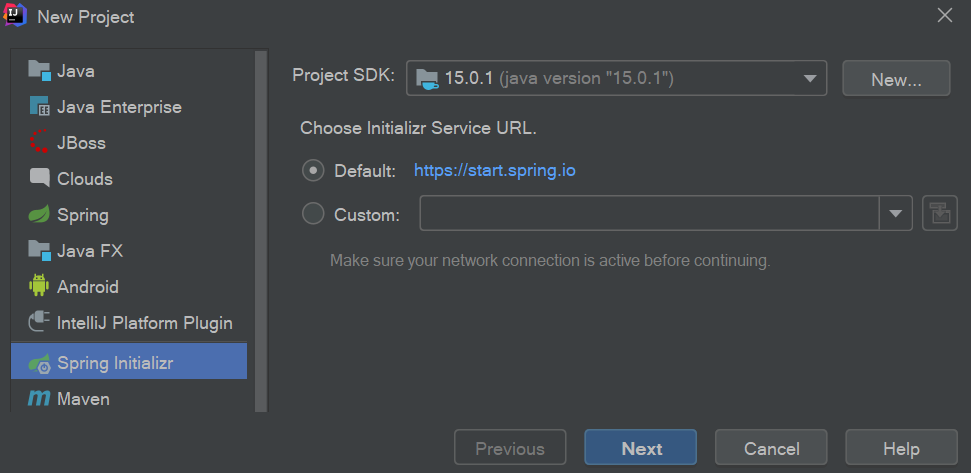 New Project
Java
Java Enterprise
JBoss
Clouds
Spring
Java FX
Android
IntelliJ Platform Plugin
Spring Initializr
Maven
Project SDK: 15.0.1 (java version "15.0.1") New...
Choose Initializr Service URL.
Default: https://start.spring.io
Custom:
Make sure your network connection is active before continuing.
Previous Next Cancel Help